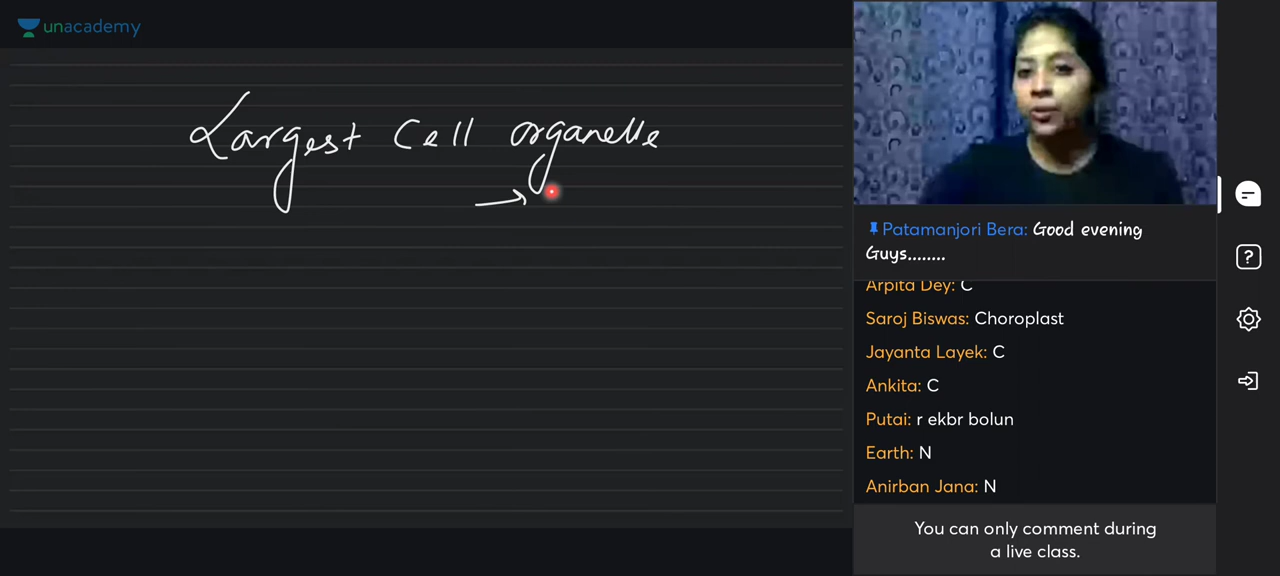 unacademy
Largest Cell organelle
Patamanjori Bera: Good evening
Guys........
Arpita Dey: C
Saroj Biswas: Choroplast
Jayanta Layek: C
Ankita: C
Putai: r ekbr bolun
Earth: N
Anirban Jana: N
You can only comment during
a live class.
?